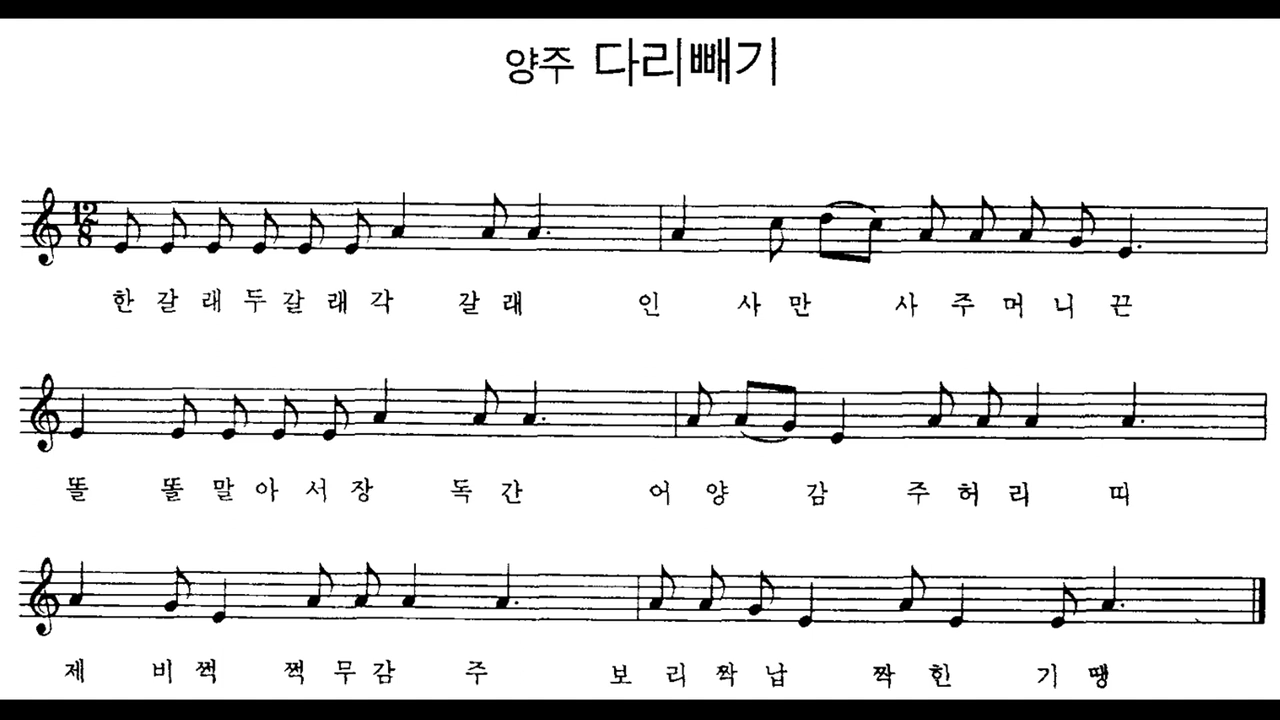 양주 다리빼기
12
8
한 갈 래 두 갈 래 각 갈 래 인 사 만 사 주 머 니 끈
똘 똘 말 아 서 장 독 간 어 양 감 주 허 리 띠
제 비 쩍 쩍 무 감 주 보 리 짝 납 짝 한 기 땡